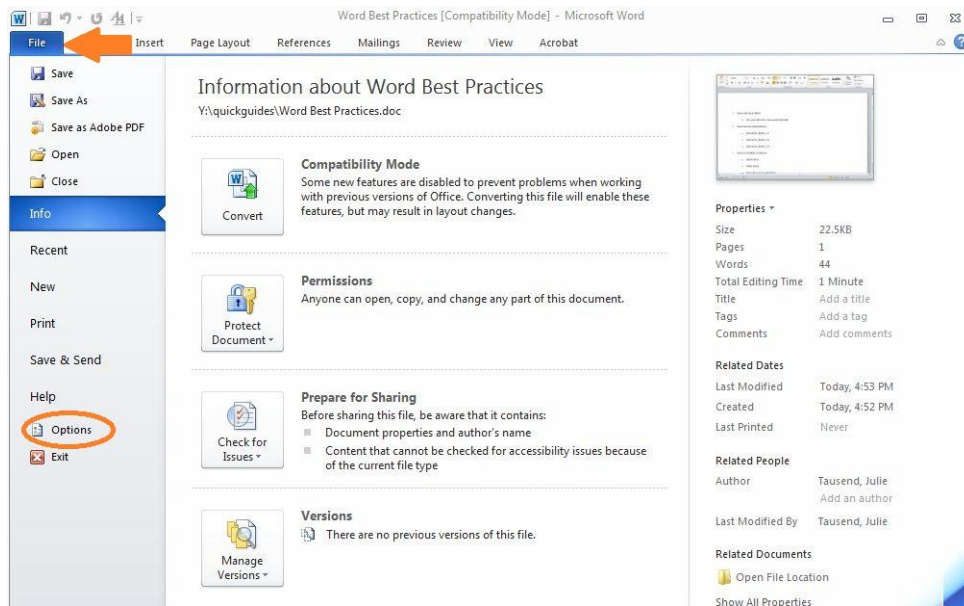 Word Best Practices [Compatibility Mode] - Microsoft Word
File Insert Page Layout References Mailings Review View Acrobat
Save
Save As
Save as Adobe PDF
Open
Close
Info
Recent
New
Print
Save & Send
Help
Options
Exit
Information about Word Best Practices
Y:\quickguides\Word Best Practices.doc
Convert
Compatibility Mode
Some new features are disabled to prevent problems when working
with previous versions of Office. Converting this file will enable these
features, but may result in layout changes.
Protect
Document
Permissions
Anyone can open, copy, and change any part of this document.
Check for
Issues
Prepare for Sharing
Before sharing this file, be aware that it contains:
Document properties and author's name
Content that cannot be checked for accessibility issues because
of the current file type
Manage
Versions
Versions
There are no previous versions of this file.
Properties
Size 22.5KB
Pages 1
Words 44
Total Editing Time 1 Minute
Title Add a title
Tags Add a tag
Comments Add comments
Related Dates
Last Modified Today, 4:53 PM
Created Today, 4:52 PM
Last Printed Never
Related People
Author Tausend, Julie
Add an author
Last Modified By Tausend, Julie
Related Documents
Open File Location
Show All Properties